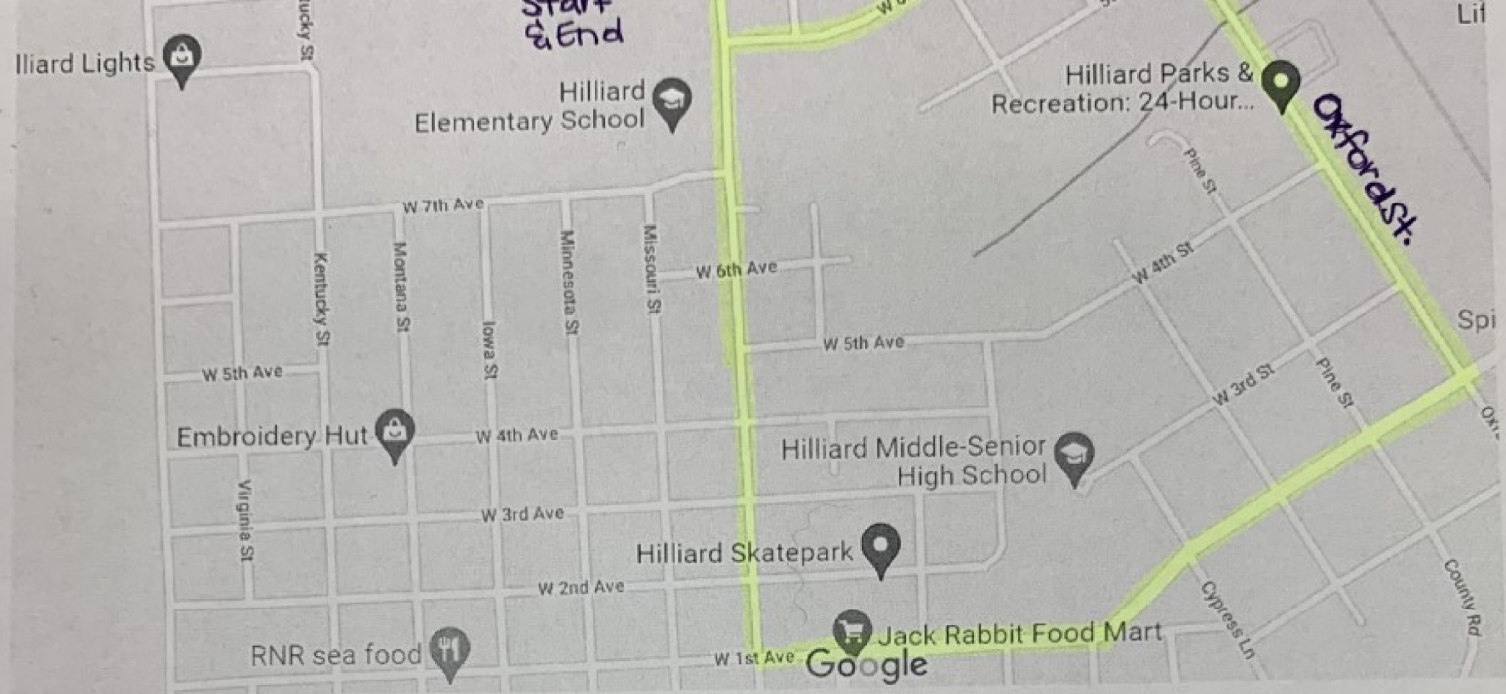 Start
& End
lliard Lights
ucky St
Hilliard
Elementary School
Hilliard Parks &
Recreation: 24-Hour...
Oxford St.
Pine St
W 7th Ave
Kentucky St
Montana St
Iowa St
Minnesota St
Missouri St
W 6th Ave
W 4th St
W 5th Ave
Spi
W 5th Ave
W 3rd St
Pine St
Embroidery Hut
W 4th Ave
Hilliard Middle-Senior
High School
Virginia St
W 3rd Ave
Hilliard Skatepark
W 2nd Ave
Cypress Ln
County Rd
RNR sea food
W 1st Ave
Jack Rabbit Food Mart
Google